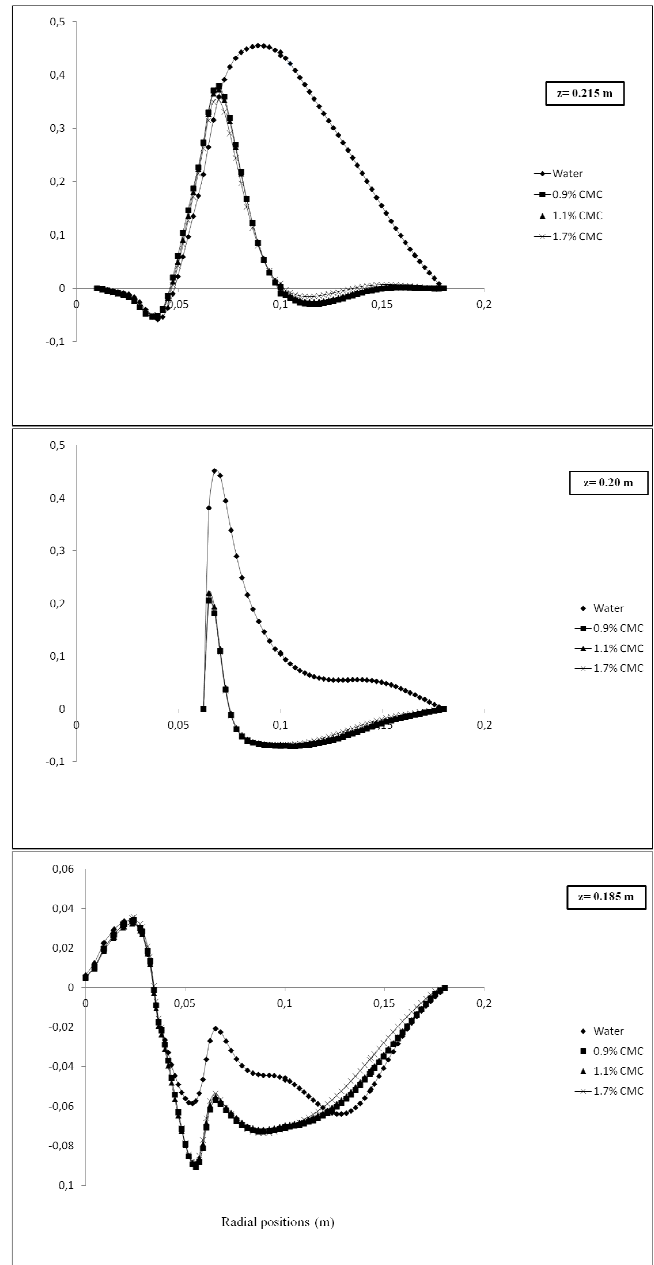 0,5
z= 0.215 m
0,4
0,3
Water
0,2
0.9% CMC
1.1% CMC
0,1
1.7% CMC
0
0 0,05 0,1 0,15 0,2
-0,1
0,5
z= 0.20 m
0,4
0,3
0,2
Water
0.9% CMC
0,1
1.1% CMC
1.7% CMC
0
0 0,05 0,1 0,15 0,2
-0,1
0,06
z= 0.185 m
0,04
0,02
0
0 0,05 0,1 0,15 0,2
-0,02
Water
-0,04
0.9% CMC
1.1% CMC
-0,06
1.7% CMC
-0,08
0,1
Radial positions (m)